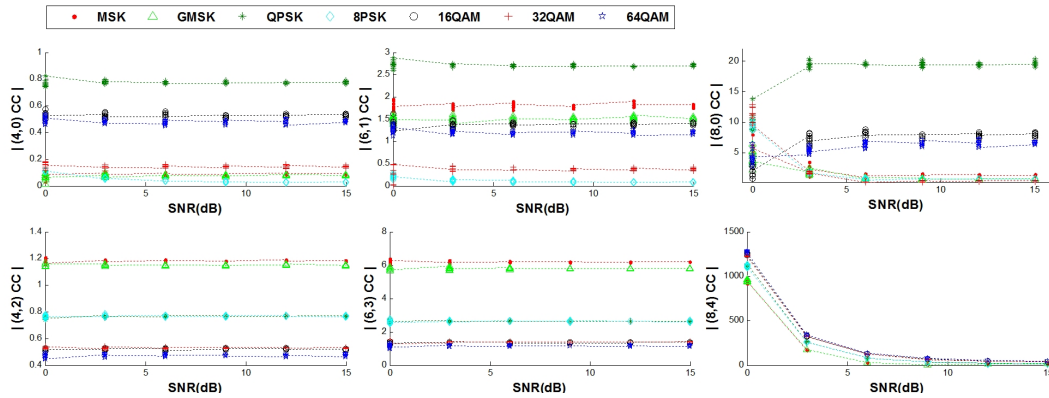 MSK GMSK QPSK 8PSK 16QAM 32QAM 64QAM
| (4,0) CC |
1
0.8
0.6
0.4
0.2
0
0 5 10 15
SNR(dB)
| (6,1) CC |
3
2.5
2
1.5
1
0.5
0
0 5 10 15
SNR(dB)
| (8,0) CC |
20
15
10
5
0 5 10 15
SNR(dB)
| (4,2) CC |
1.4
1.2
1
0.8
0.6
0.4
0 5 10 15
SNR(dB)
| (6,3) CC |
8
6
4
2
0
0 5 10 15
SNR(dB)
| (8,4) CC |
1500
1000
500
0
0 5 10 15
SNR(dB)